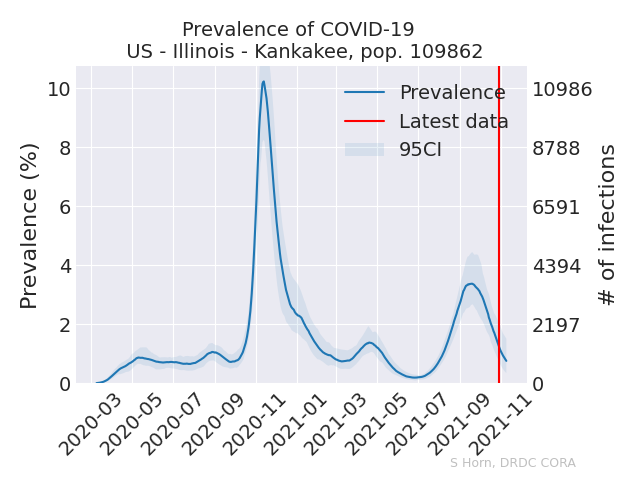 Prevalence of COVID-19
US - Illinois - Kankakee, pop. 109862
Prevalence (%)
10
8
6
4
2
0
Prevalence
Latest data
95CI
10986
8788
6591
4394
2197
0
# of infections
2020-03
2020-05
2020-07
2020-09
2020-11
2021-01
2021-03
2021-05
2021-07
2021-09
2021-11
S Horn, DRDC CORA